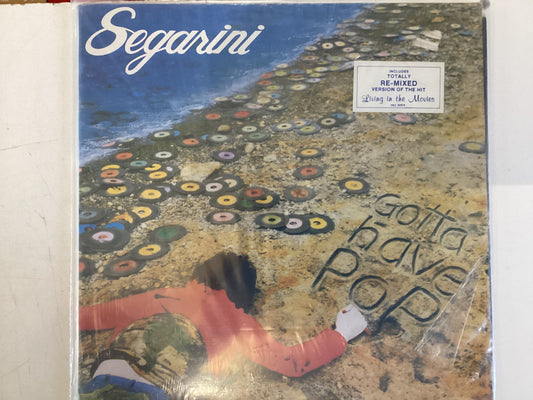 Segarini
INCLUDES
TOTALLY
RE-MIXED
VERSION OF THE HIT
Living in the Movies
Gotta
have
POP